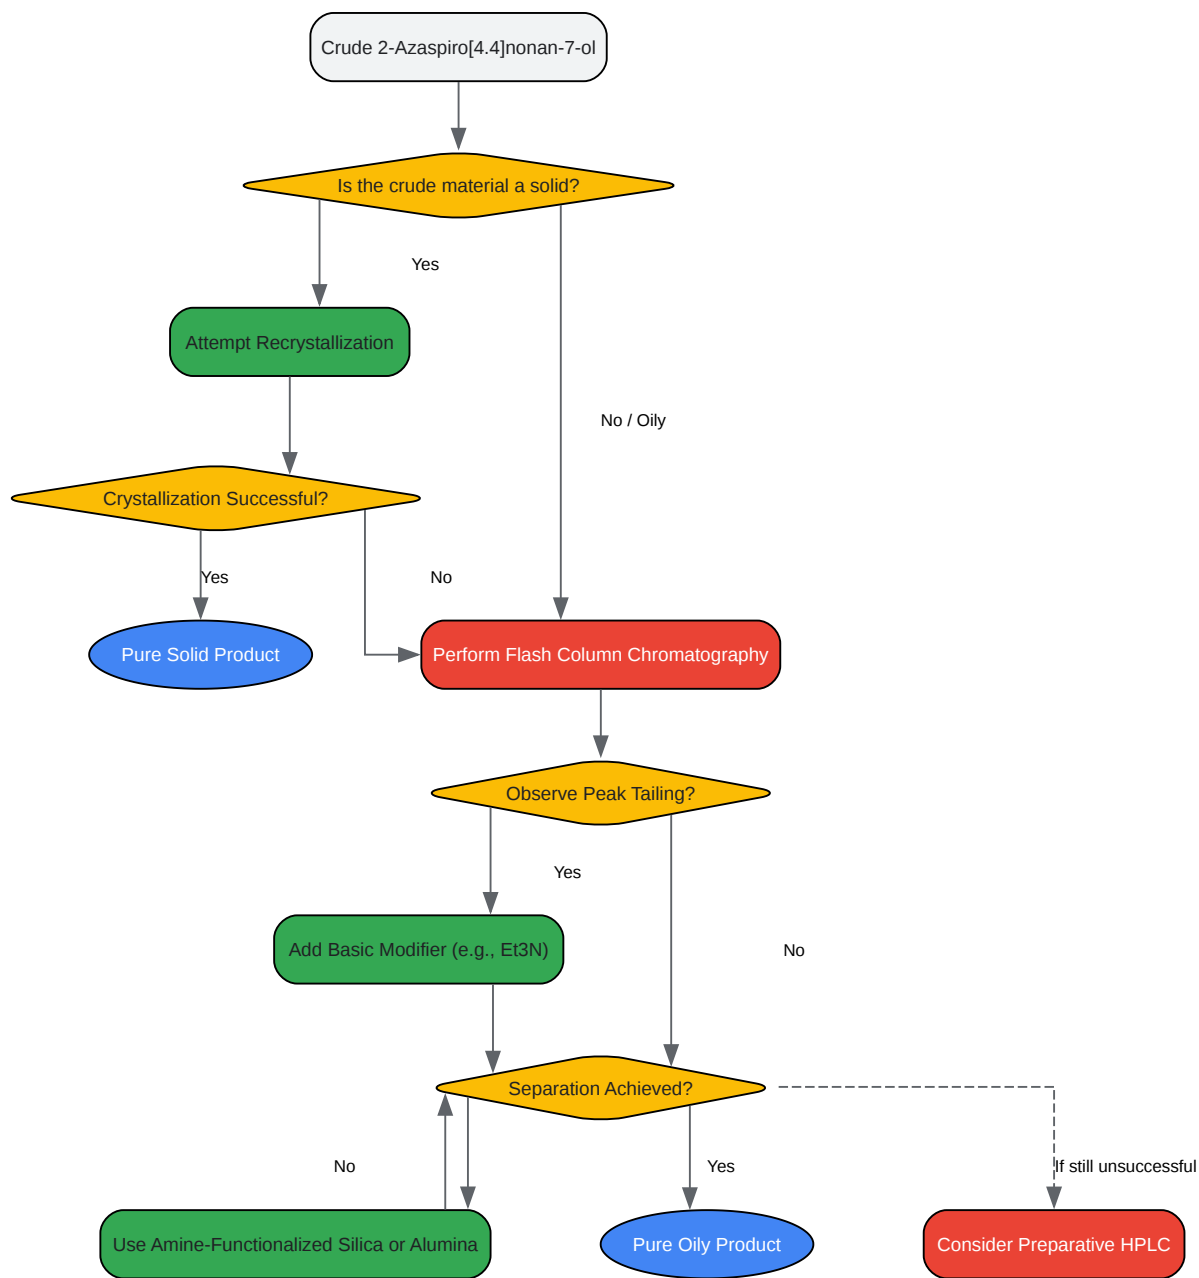 Crude 2-Azaspiro[4.4]nonan-7-ol
Is the crude material a solid?
Yes
Attempt Recrystallization
No / Oily
Crystallization Successful?
Yes
No
Pure Solid Product
Perform Flash Column Chromatography
Observe Peak Tailing?
Yes
Add Basic Modifier (e.g., Et3N)
No
Separation Achieved?
No
Yes
If still unsuccessful
Use Amine-Functionalized Silica or Alumina
Pure Oily Product
Consider Preparative HPLC